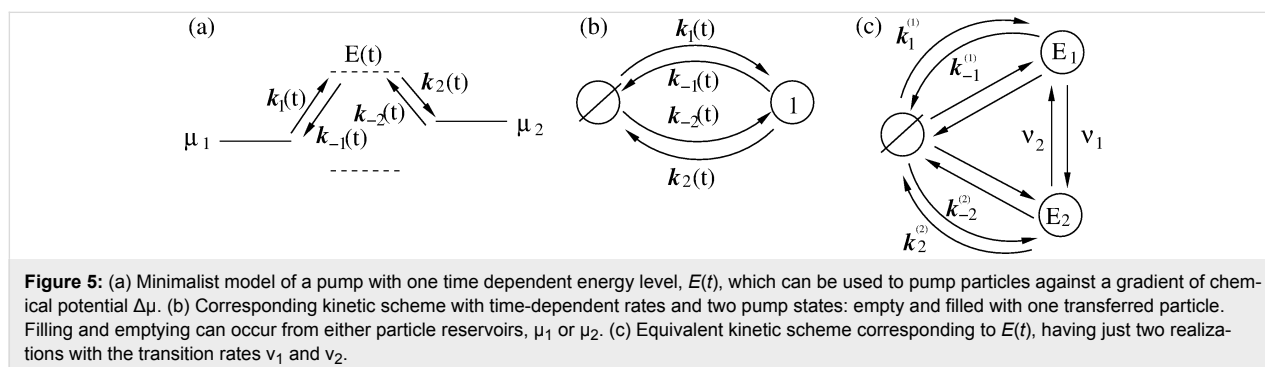 (a)
E(t)
k1(t)
k2(t)
k−2(t)
k−1(t)
μ1
μ2
(b)
k1(t)
k−1(t)
1
k−2(t)
k2(t)
(c)
k1(1)
k−1(1)
E1
ν2
ν1
k−2(2)
k2(2)
E2
Figure 5: (a) Minimalist model of a pump with one time dependent energy level, E(t), which can be used to pump particles against a gradient of chem-
ical potential Δμ. (b) Corresponding kinetic scheme with time-dependent rates and two pump states: empty and filled with one transferred particle.
Filling and emptying can occur from either particle reservoirs, μ1 or μ2. (c) Equivalent kinetic scheme corresponding to E(t), having just two realiza-
tions with the transition rates ν1 and ν2.